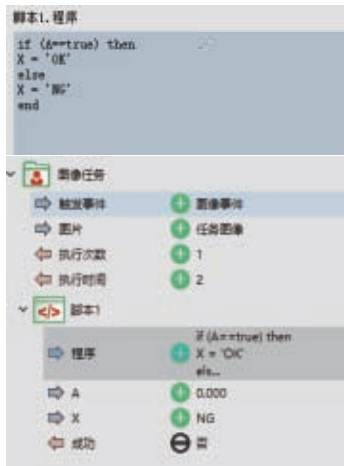 脚本1. 程序
if (A==true) then
X = 'OK'
else
X = 'NG'
end
图像任务
触发事件 图像事件
图片 任务图像
执行次数 1
执行时间 2
脚本1
程序 if (A==true) then
X = 'OK'
els...
A 0.000
X NG
成功 否